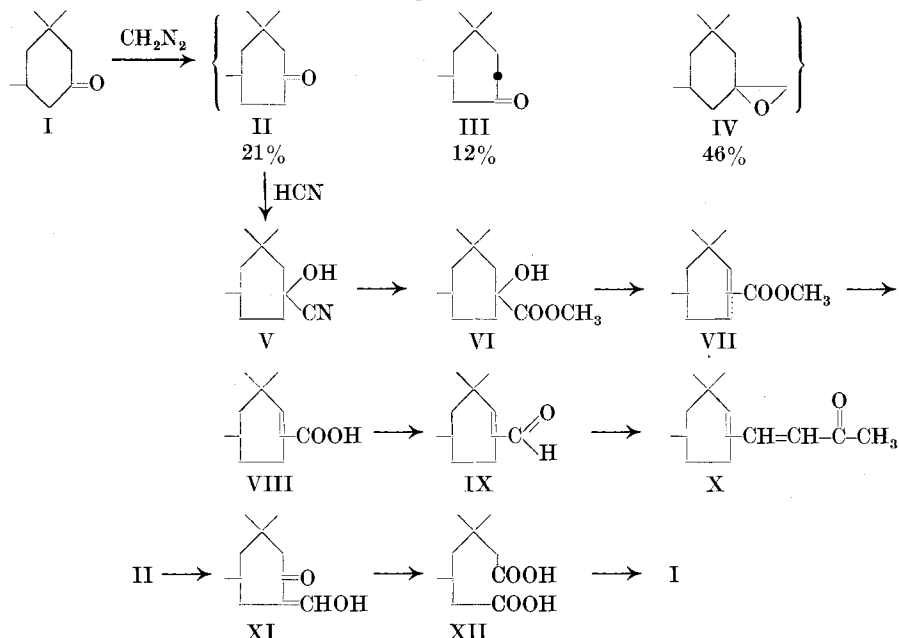 CH₂N₂
O O O O
I II III IV
21% 12% 46%
HCN
OH OH
CN COOCH₃ COOCH₃
V VI VII
O O
COOH C CH=CH—C—CH₃
H
VIII IX X
II O COOH I
CHOH COOH
XI XII